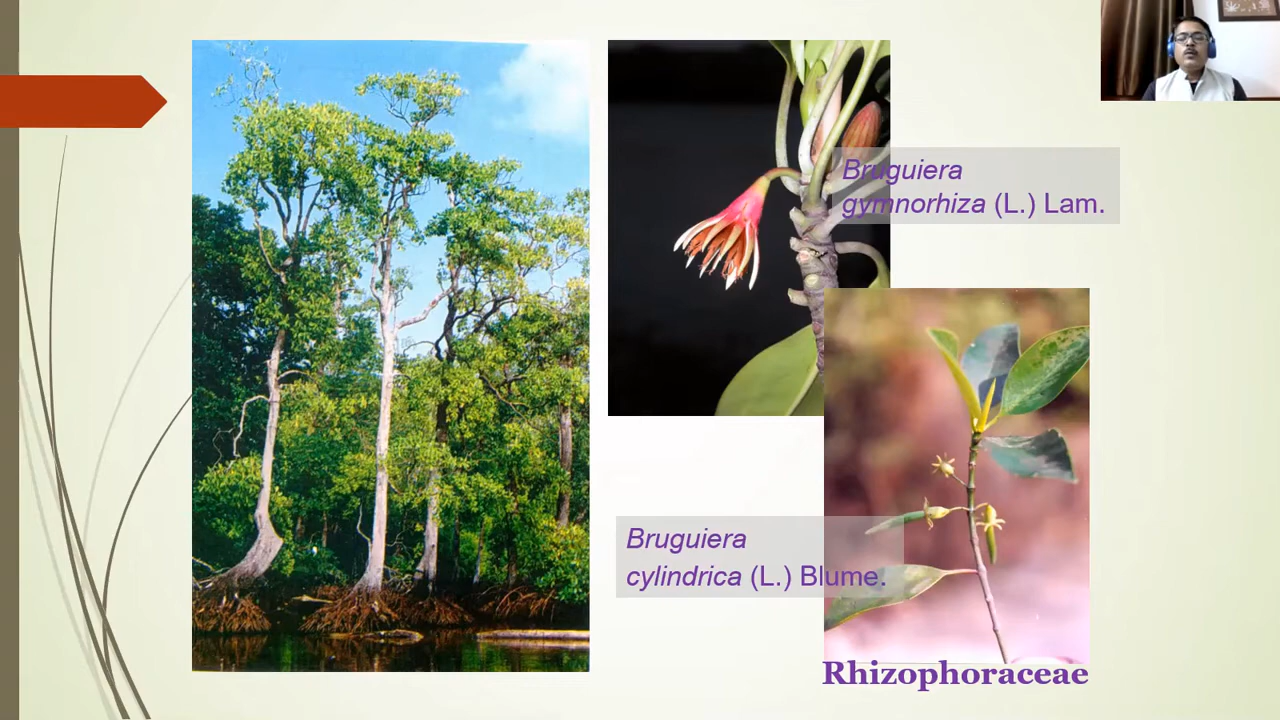 Bruguiera
gymnorhiza (L.) Lam.
Bruguiera
cylindrica (L.) Blume.
Rhizophoraceae